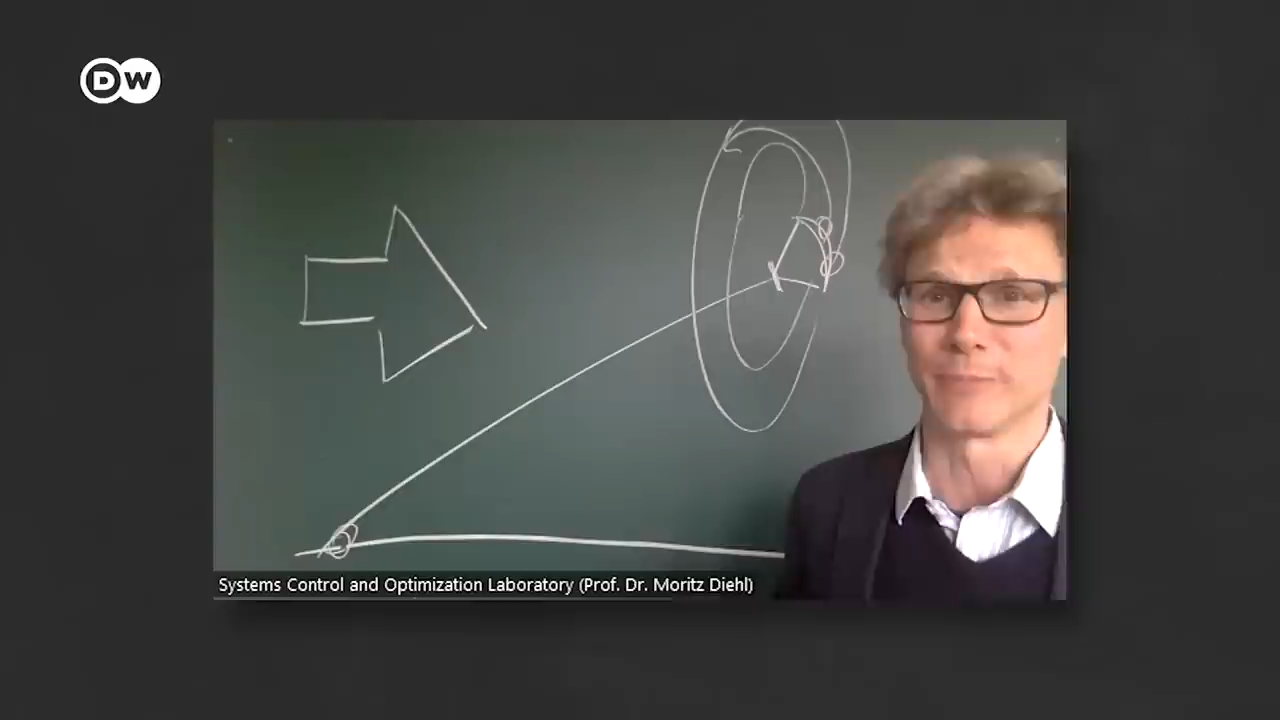 DW
Systems Control and Optimization Laboratory (Prof. Dr. Moritz Diehl)